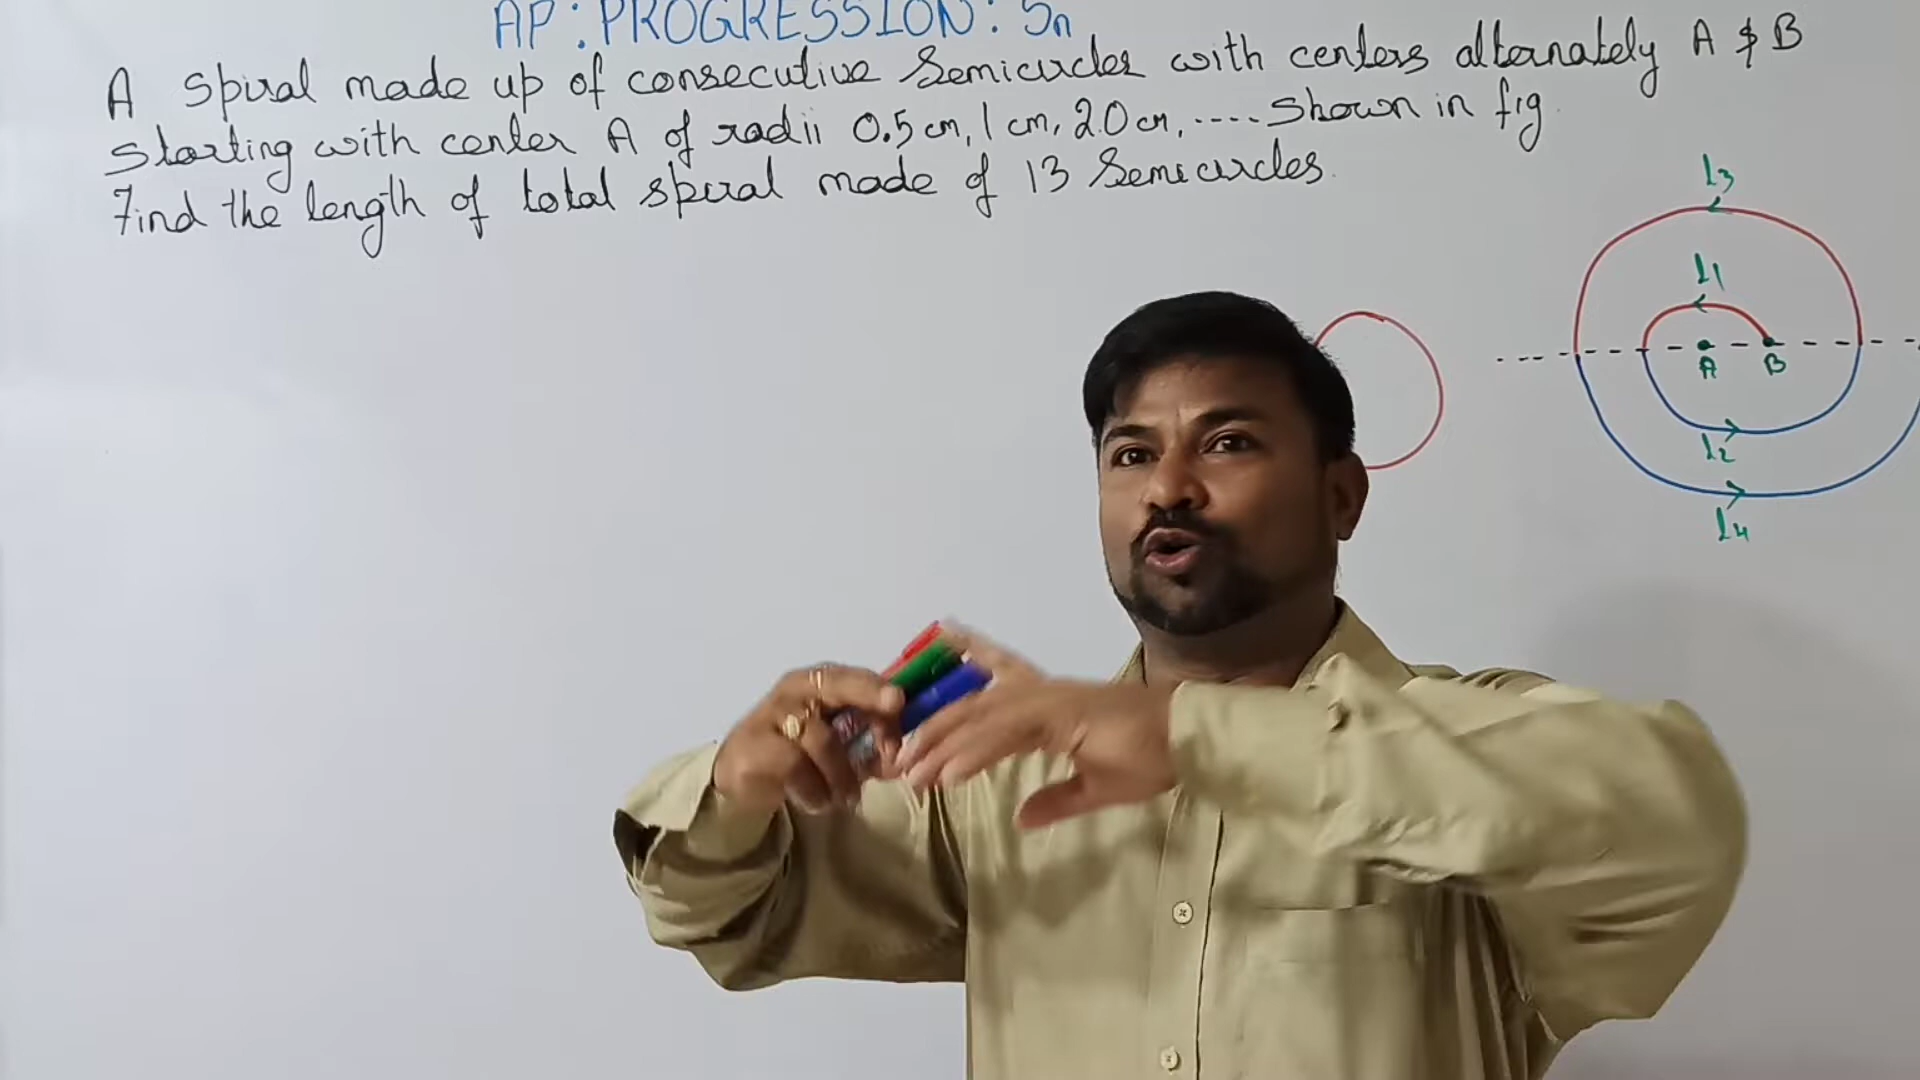 AP: PROGRESSION: Sn
A spiral made up of consecutive Semicircles with centers alternately A & B
starting with center A of radii 0.5 cm, 1 cm, 2.0 cm, ..... shown in fig.
Find the length of total spiral made of 13 Semicircles.
l3
l1
A B
l2
l4